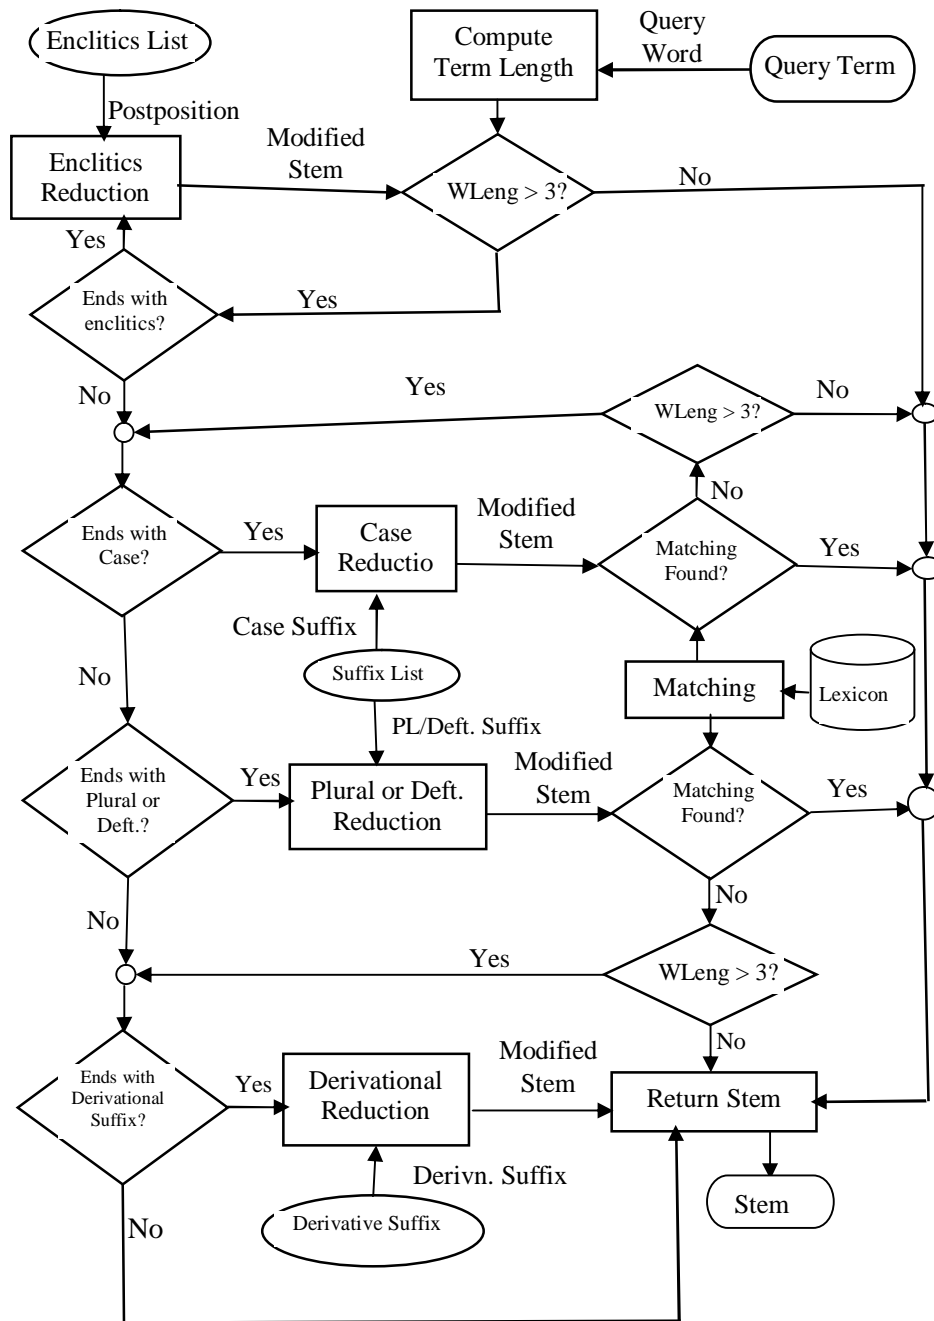 Enclitics List
Compute
Term Length
Query
Word
Query Term
Postposition
Enclitics
Reduction
Modified
Stem
WLeng > 3?
No
Yes
Ends with
enclitics?
Yes
No
Yes
WLeng > 3?
No
No
Ends with
Case?
Yes
Case
Reductio
Modified
Stem
Matching
Found?
Yes
Case Suffix
No
Suffix List
Matching
Lexicon
PL/Deft. Suffix
Ends with
Plural or
Deft.?
Yes
Plural or Deft.
Reduction
Modified
Stem
Matching
Found?
Yes
No
No
Yes
WLeng > 3?
No
Ends with
Derivational
Suffix?
Yes
Derivational
Reduction
Modified
Stem
Return Stem
Derivn. Suffix
No
Derivative Suffix
Stem